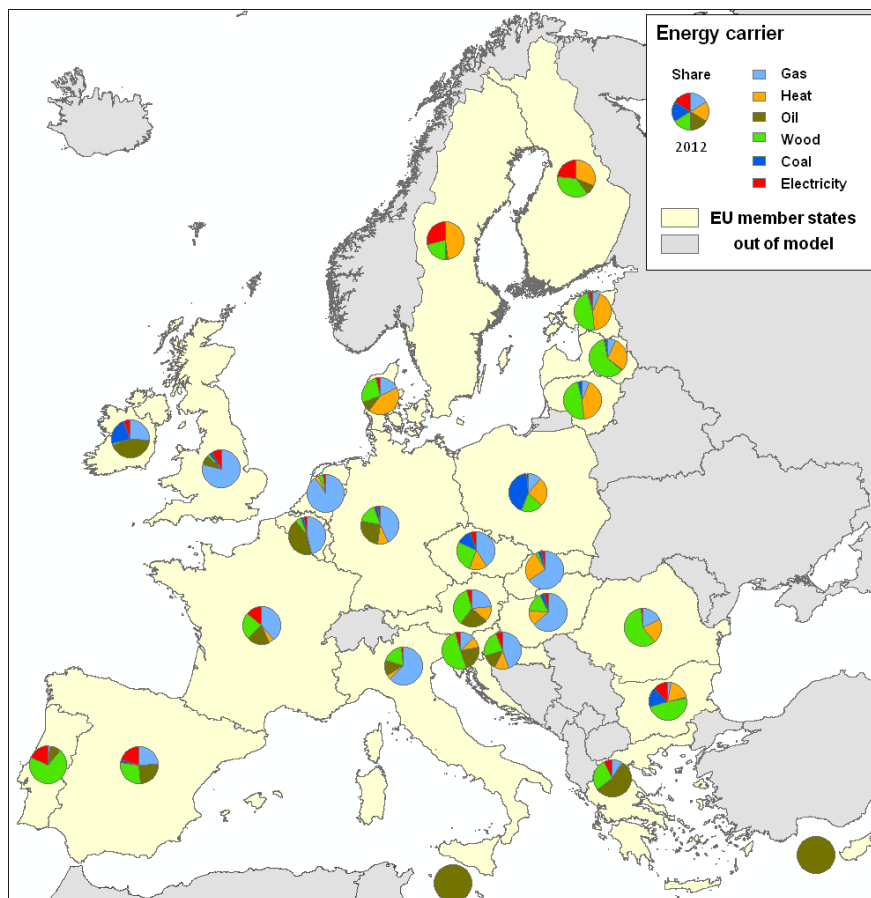 Energy carrier
Share
2012
Gas
Heat
Oil
Wood
Coal
Electricity
EU member states
out of model